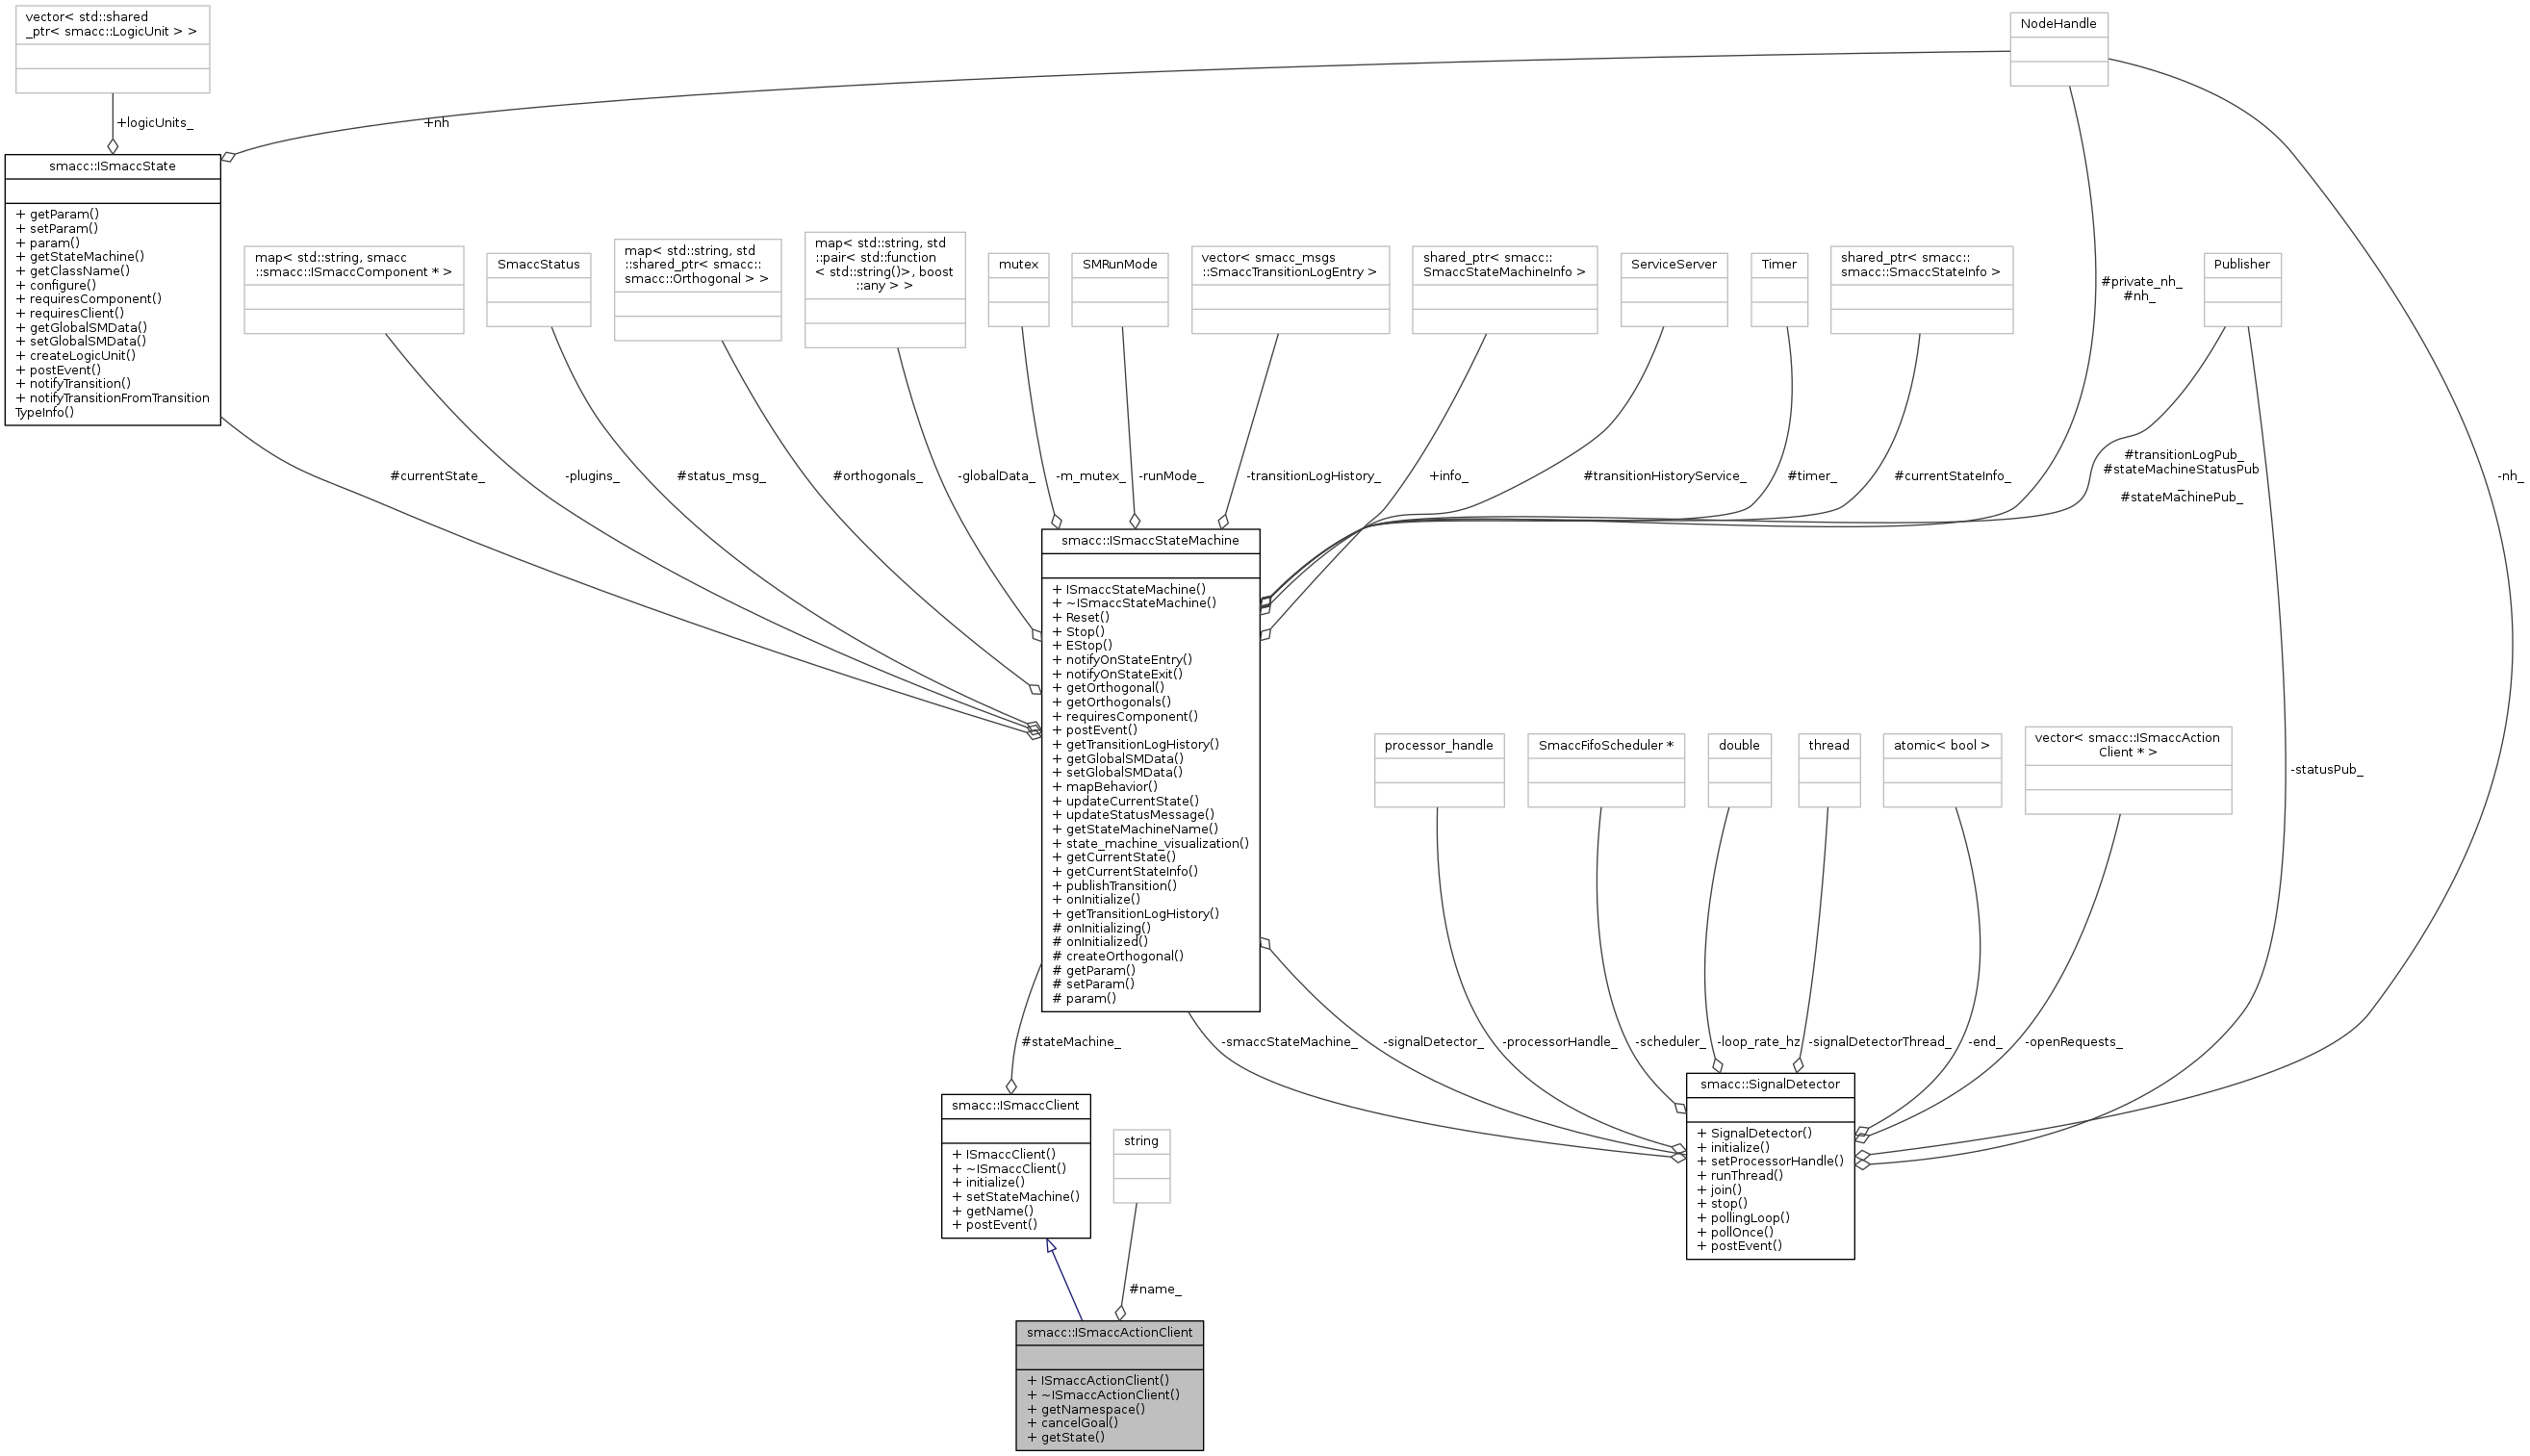 vector< std::shared
_ptr< smacc::LogicUnit > >
NodeHandle
+logicUnits_
+nh
smacc::ISmaccState
+ getParam()
+ setParam()
+ param()
+ getStateMachine()
+ getClassName()
+ configure()
+ requiresComponent()
+ requiresClient()
+ getGlobalSMData()
+ setGlobalSMData()
+ createLogicUnit()
+ postEvent()
+ notifyTransition()
+ notifyTransitionFromTransition
TypeInfo()
map< std::string, smacc
::smacc::ISmaccComponent * >
SmaccStatus
map< std::string, std
::shared_ptr< smacc::
smacc::Orthogonal > >
map< std::string, std
::pair< std::function
< std::string()>, boost
::any > >
mutex
SMRunMode
vector< smacc_msgs
::SmaccTransitionLogEntry >
shared_ptr< smacc::
SmaccStateMachineInfo >
ServiceServer
Timer
shared_ptr< smacc::
smacc::SmaccStateInfo >
#private_nh_
#nh_
Publisher
#currentState_
-plugins_
#status_msg_
#orthogonals_
-globalData_
-m_mutex_
-runMode_
-transitionLogHistory_
+info_
#transitionHistoryService_
#timer_
#currentStateInfo_
#transitionLogPub_
#stateMachineStatusPub
_
#stateMachinePub_
-nh_
smacc::ISmaccStateMachine
+ ISmaccStateMachine()
+ ~ISmaccStateMachine()
+ Reset()
+ Stop()
+ EStop()
+ notifyOnStateEntry()
+ notifyOnStateExit()
+ getOrthogonal()
+ getOrthogonals()
+ requiresComponent()
+ postEvent()
+ getTransitionLogHistory()
+ getGlobalSMData()
+ setGlobalSMData()
+ mapBehavior()
+ updateCurrentState()
+ updateStatusMessage()
+ getStateMachineName()
+ state_machine_visualization()
+ getCurrentState()
+ getCurrentStateInfo()
+ publishTransition()
+ onInitialize()
+ getTransitionLogHistory()
# onInitializing()
# onInitialized()
# createOrthogonal()
# getParam()
# setParam()
# param()
processor_handle
SmaccFifoScheduler *
double
thread
atomic< bool >
vector< smacc::ISmaccAction
Client * >
-statusPub_
#stateMachine_
-smaccStateMachine_
-signalDetector_
-processorHandle_
-scheduler_
-loop_rate_hz
-signalDetectorThread_
-end_
-openRequests_
smacc::ISmaccClient
+ ISmaccClient()
+ ~ISmaccClient()
+ initialize()
+ setStateMachine()
+ getName()
+ postEvent()
string
smacc::SignalDetector
+ SignalDetector()
+ initialize()
+ setProcessorHandle()
+ runThread()
+ join()
+ stop()
+ pollingLoop()
+ pollOnce()
+ postEvent()
#name_
smacc::ISmaccActionClient
+ ISmaccActionClient()
+ ~ISmaccActionClient()
+ getNamespace()
+ cancelGoal()
+ getState()